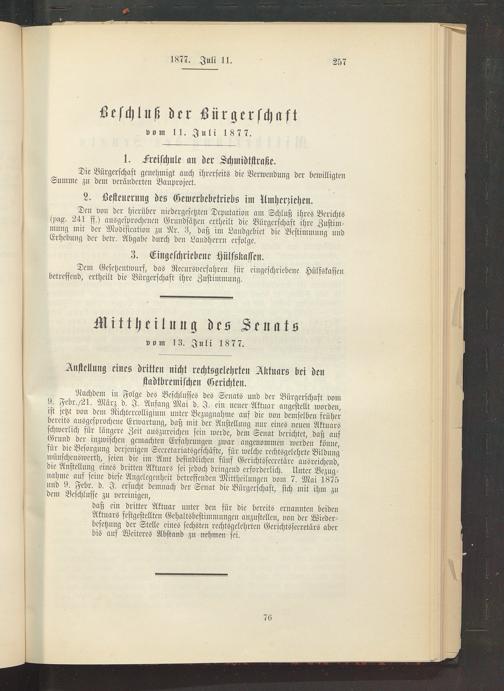 1877. Juli 11. 257
Beschluß der Bürgerschaft
vom 11. Juli 1877.
1. Freischule an der Schmidtstraße.
Die Bürgerschaft genehmigt auch ihrerseits die Verwendung der bewilligten
Summe zu dem veränderten Bauproject.
2. Besteuerung des Gewerbebetriebs im Umherziehen.
Den von der hierüber niedergesetzten Deputation am Schluß ihres Berichts
(pag. 241 ff.) ausgesprochenen Grundsätzen ertheilt die Bürgerschaft ihre Zustim-
mung mit der Modification zu Nr. 3, daß im Landgebiet die Bestimmung und
Erhebung der betr. Abgabe durch den Landherrn erfolge.
3. Eingeschriebene Hülfskassen.
Dem Gesetzentwurf, das Recursverfahren für eingeschriebene Hülfskassen
betreffend, ertheilt die Bürgerschaft ihre Zustimmung.
Mittheilung des Senats
vom 13. Juli 1877.
Anstellung eines dritten nicht rechtsgelehrten Aktuars bei den
stadtbremischen Gerichten.
Nachdem in Folge des Beschlusses des Senats und der Bürgerschaft vom
9. Febr./21. März d. J. Anfang Mai d. J. ein neuer Aktuar angestellt worden,
ist jetzt von dem Richtercollegium unter Bezugnahme auf die von demselben früher
bereits ausgesprochene Erwartung, daß mit der Anstellung nur eines neuen Aktuars
schwerlich für längere Zeit auszureichen sein werde, dem Senat berichtet, daß auf
Grund der inzwischen gemachten Erfahrungen zwar angenommen werden könne,
für die Besorgung derjenigen Secretariatsgeschäfte, für welche rechtsgelehrte Bildung
wünschenswerth, seien die im Amt befindlichen fünf Gerichtssecretäre ausreichend,
die Anstellung eines dritten Aktuars sei jedoch dringend erforderlich. Unter Bezug-
nahme auf seine diese Angelegenheit betreffenden Mittheilungen vom 7. Mai 1875
und 9. Febr. d. J. ersucht demnach der Senat die Bürgerschaft, sich mit ihm zu
dem Beschlusse zu vereinigen,
daß ein dritter Aktuar unter den für die bereits ernannten beiden
Aktuars festgestellten Gehaltsbestimmungen anzustellen, von der Wieder-
besetzung der Stelle eines sechsten rechtsgelehrten Gerichtssecretärs aber
bis auf Weiteres Abstand zu nehmen sei.
76